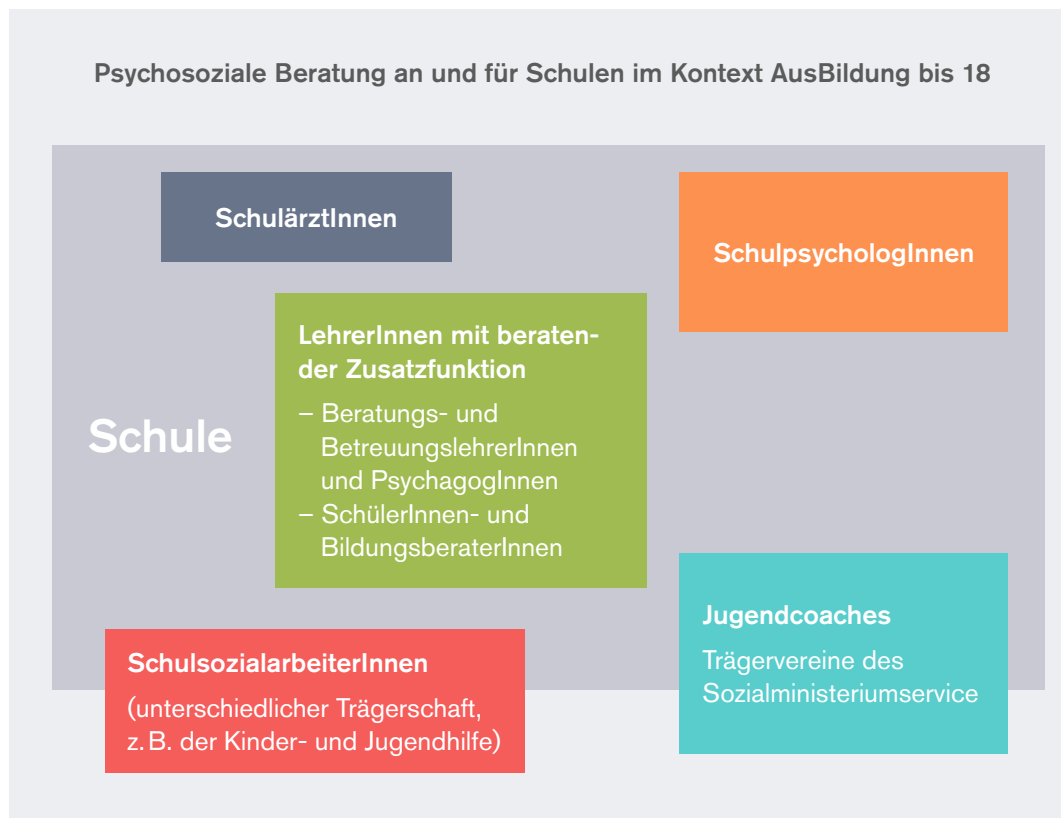 Psychosoziale Beratung an und für Schulen im Kontext AusBildung bis 18
SchulärztInnen
SchulpsychologInnen
LehrerInnen mit beraten-
der Zusatzfunktion
– Beratungs- und
BetreuungslehrerInnen
und PsychagogInnen
– SchülerInnen- und
BildungsberaterInnen
Schule
Jugendcoaches
Trägervereine des
Sozialministeriumservice
SchulsozialarbeiterInnen
(unterschiedlicher Trägerschaft,
z. B. der Kinder- und Jugendhilfe)